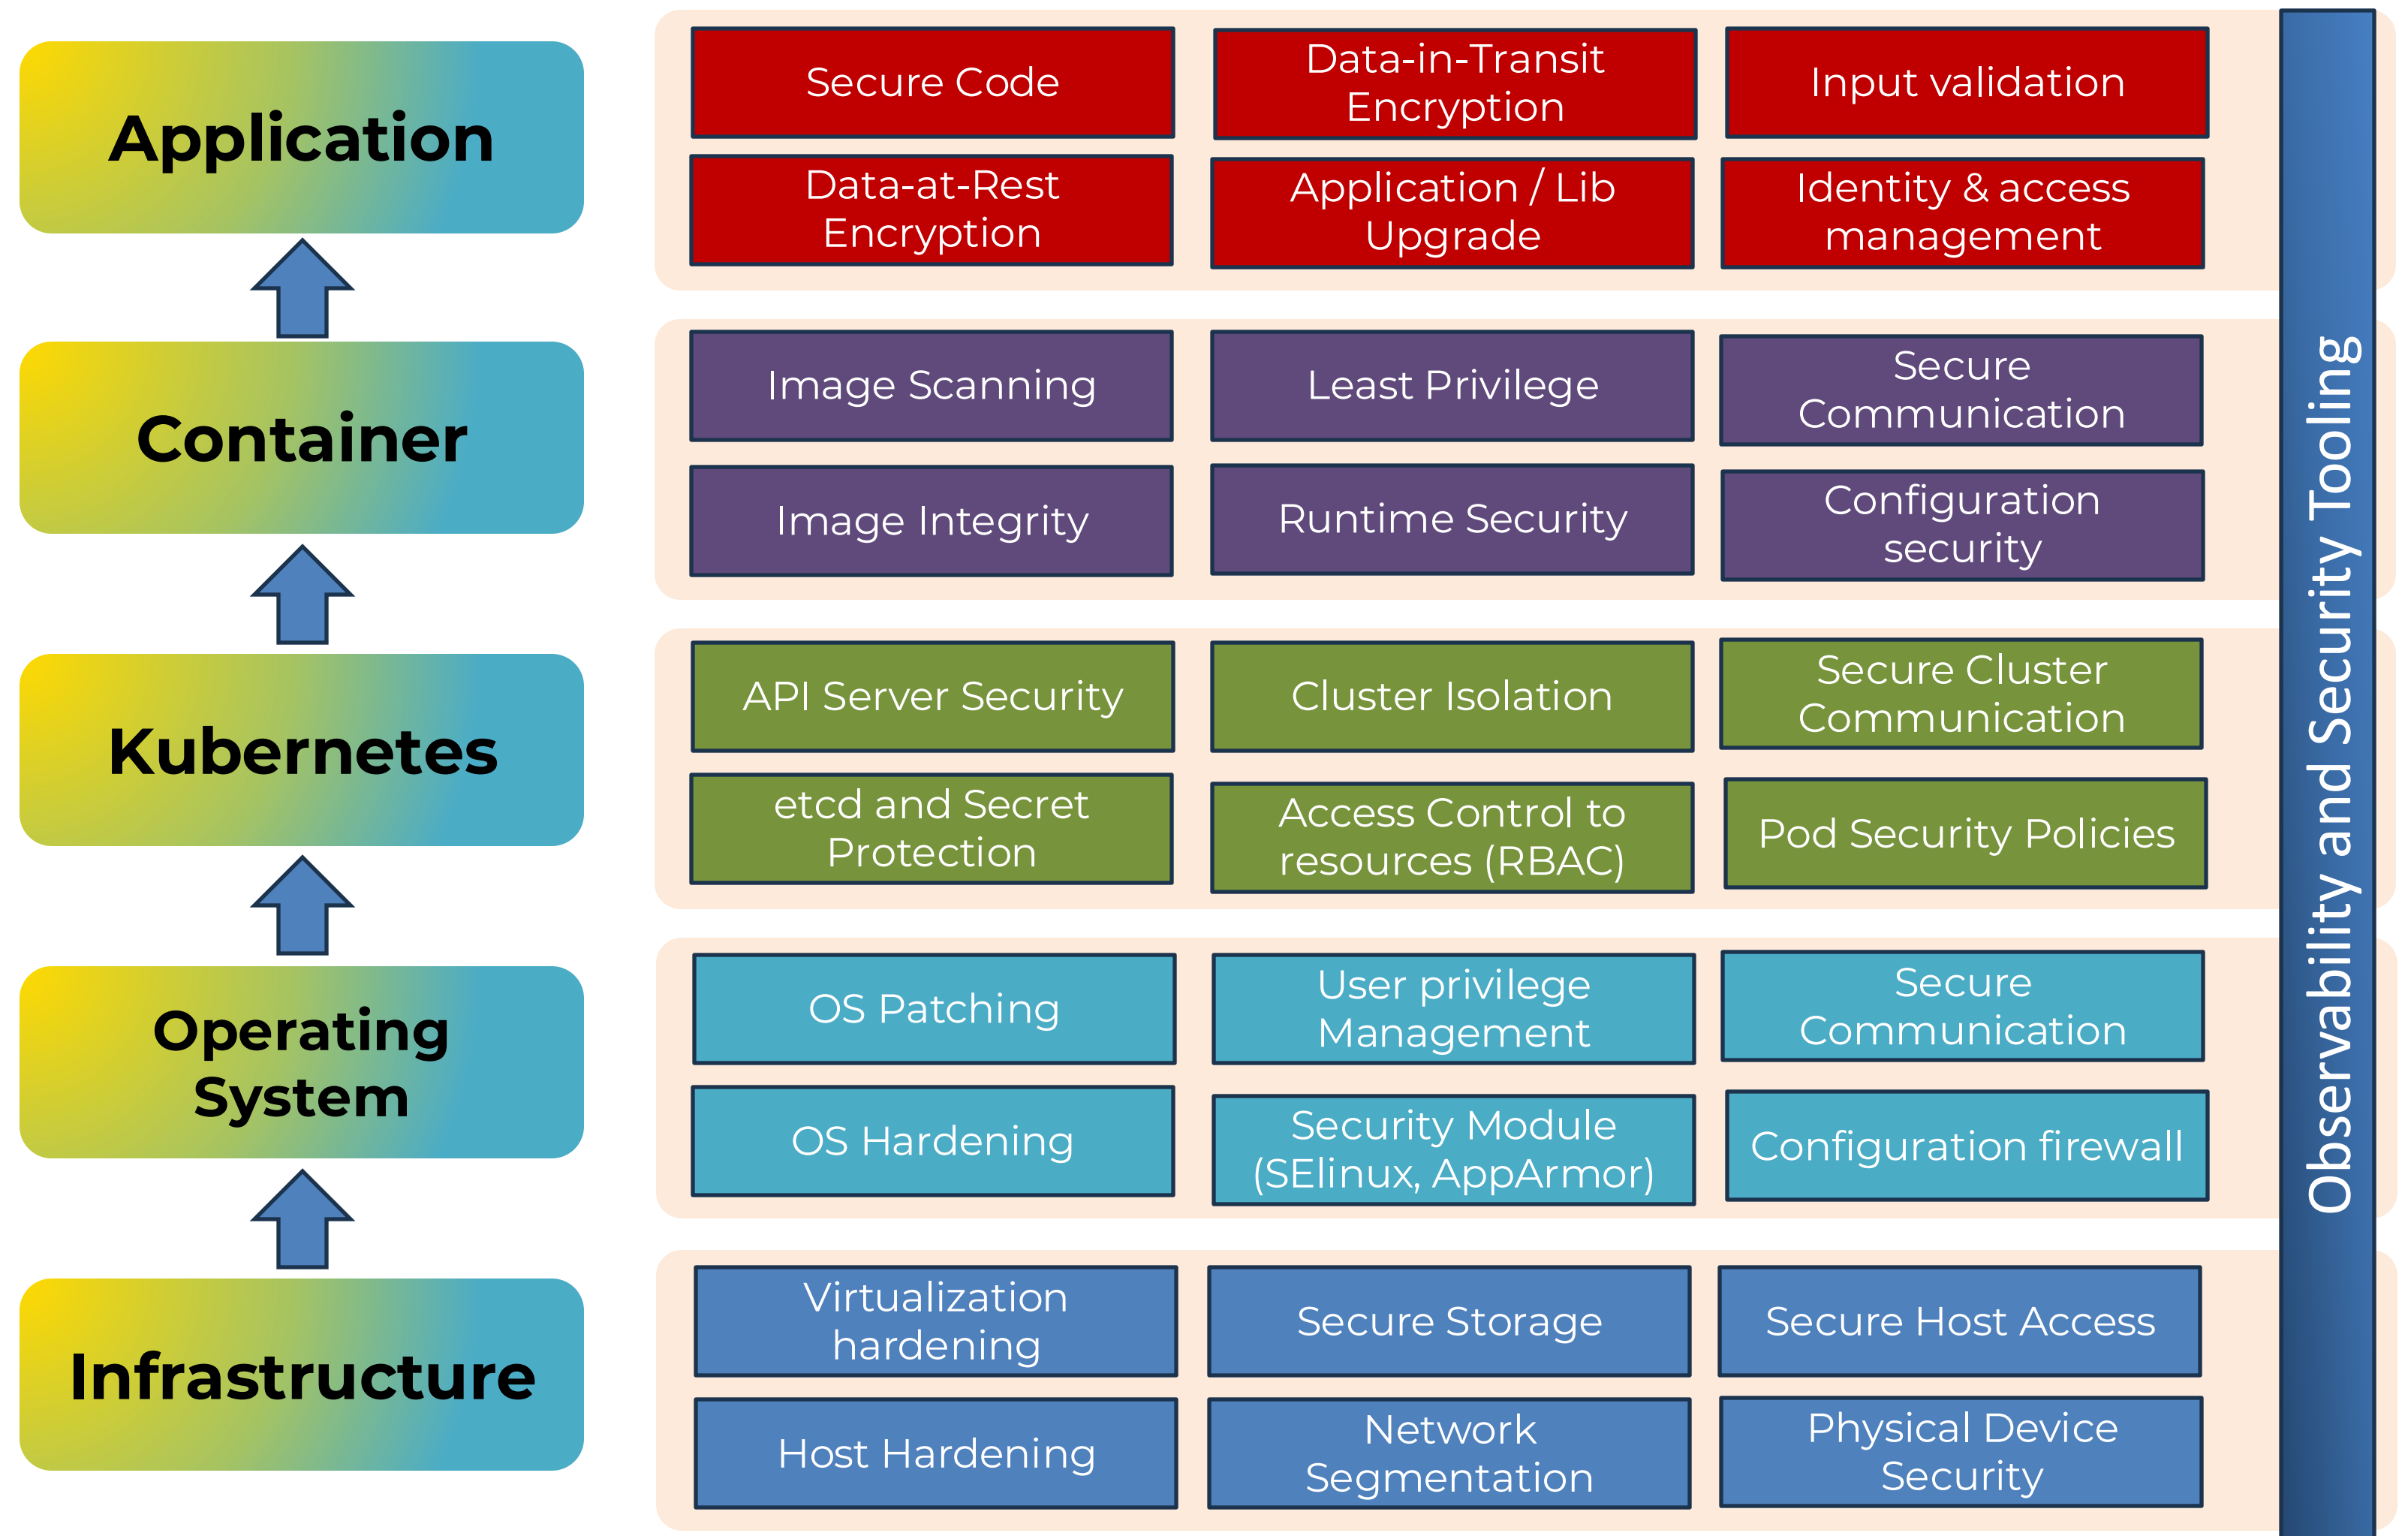 Application
Secure Code
Data-in-Transit
Encryption
Input validation
Data-at-Rest
Encryption
Application / Lib
Upgrade
Identity & access
management
Container
Image Scanning
Least Privilege
Secure
Communication
Image Integrity
Runtime Security
Configuration
security
Kubernetes
API Server Security
Cluster Isolation
Secure Cluster
Communication
etcd and Secret
Protection
Access Control to
resources (RBAC)
Pod Security Policies
Operating
System
OS Patching
User privilege
Management
Secure
Communication
OS Hardening
Security Module
(SElinux, AppArmor)
Configuration firewall
Infrastructure
Virtualization
hardening
Secure Storage
Secure Host Access
Host Hardening
Network
Segmentation
Physical Device
Security
Observability and Security Tooling